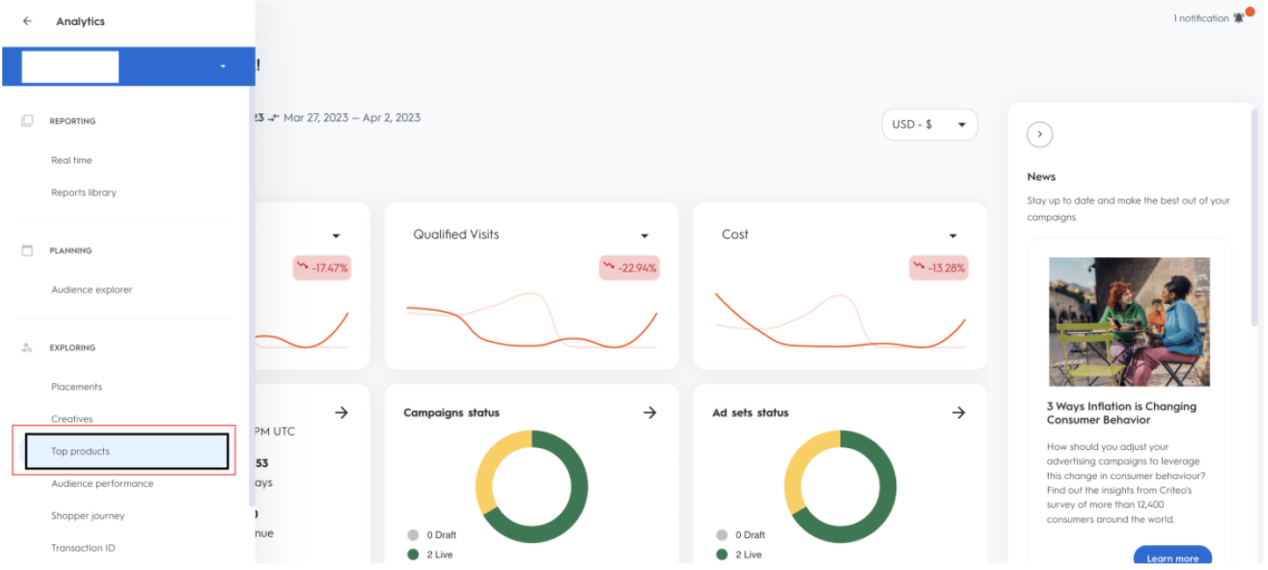 Analytics
1 notification
!
23 Mar 27, 2023 — Apr 2, 2023
USD - $
REPORTING
Real time
Reports library
PLANNING
Audience explorer
EXPLORING
Placements
Creatives
Top products
Audience performance
Shopper journey
Transaction ID
-17.47%
Qualified Visits
-22.94%
Cost
-13.28%
PM UTC
53
ays
nue
Campaigns status
0 Draft
2 Live
Ad sets status
0 Draft
2 Live
News
Stay up to date and make the best out of your
campaigns.
3 Ways Inflation is Changing
Consumer Behavior
How should you adjust your
advertising campaigns to leverage
this change in consumer behaviour?
Find out the insights from Criteo's
survey of more than 12,400
consumers around the world.
Learn more